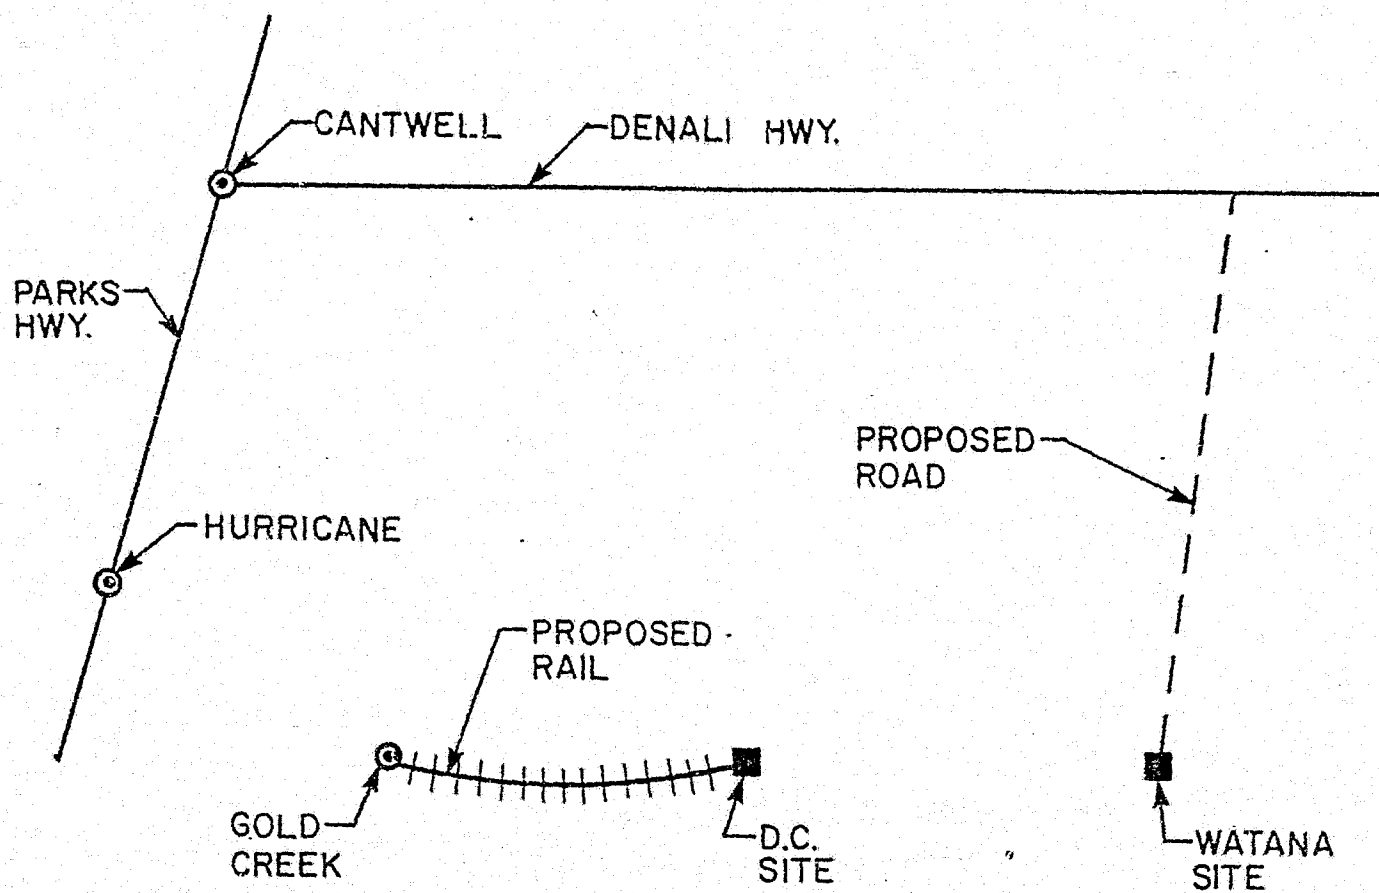 CANTWELL
DENALI HWY.
PARKS
HWY.
PROPOSED
ROAD
HURRICANE
PROPOSED
RAIL
GOLD
CREEK
D.C.
SITE
WATANA
SITE